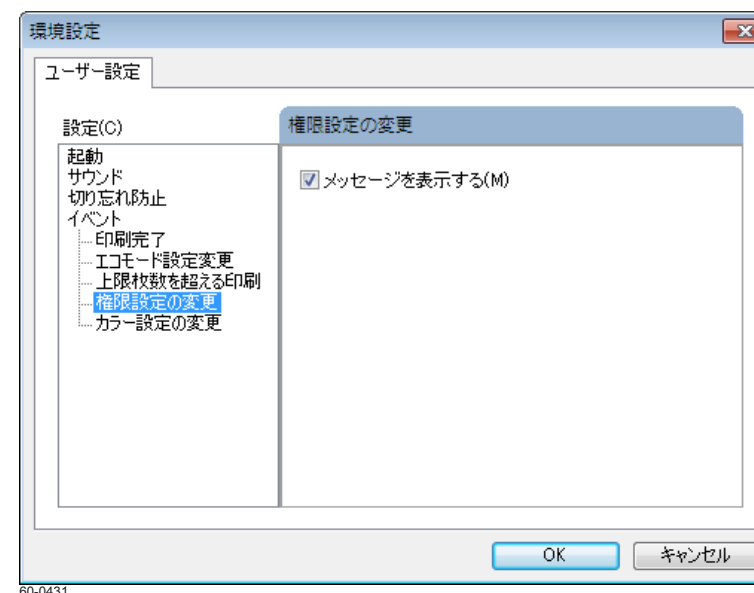 環境設定
ユーザー設定
設定(C)
権限設定の変更
起動
サウンド
切り忘れ防止
イベント
印刷完了
エコモード設定変更
上限枚数を超える印刷
権限設定の変更
カラー設定の変更
メッセージを表示する(M)
OK
キャンセル
60-0431